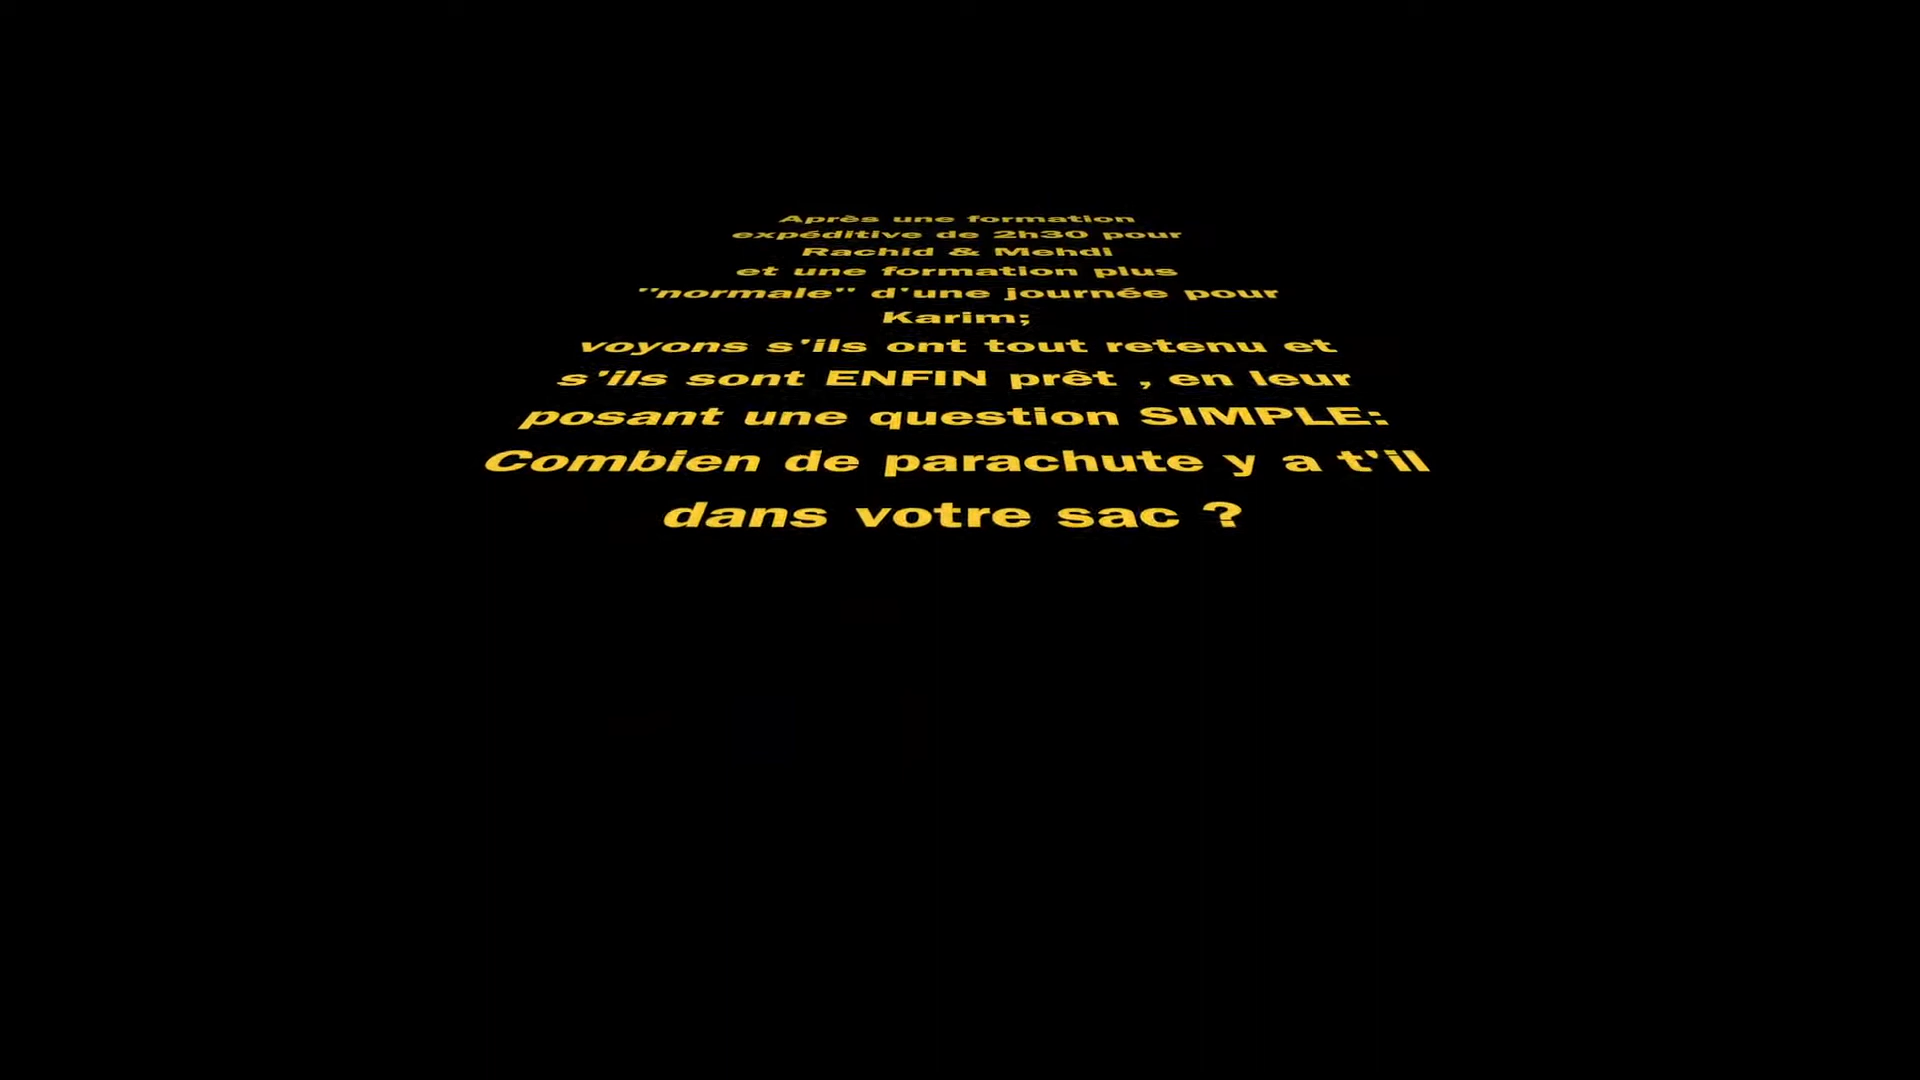 Après une formation
expéditive de 2h30 pour
Rachid & Mehdi
et une formation plus
"normale" d'une journée pour
Karim;
voyons s'ils ont tout retenu et
s'ils sont ENFIN prêt , en leur
posant une question SIMPLE:
Combien de parachute y a t'il
dans votre sac ?